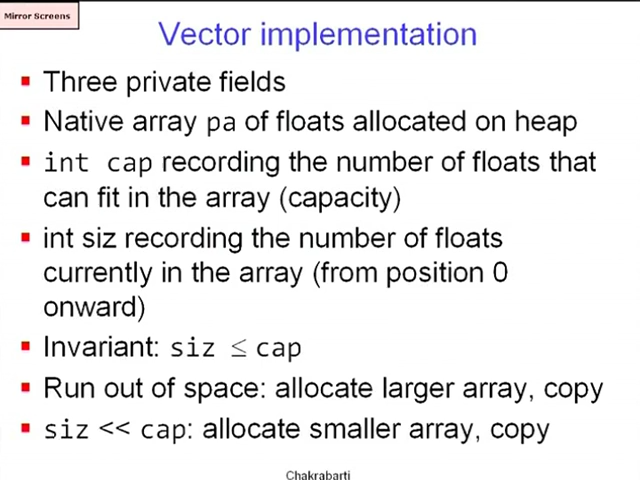 Mirror Screens
Vector implementation
Three private fields
Native array pa of floats allocated on heap
int cap recording the number of floats that
can fit in the array (capacity)
int siz recording the number of floats
currently in the array (from position 0
onward)
Invariant: siz ≤ cap
Run out of space: allocate larger array, copy
siz << cap: allocate smaller array, copy
Chakrabarti